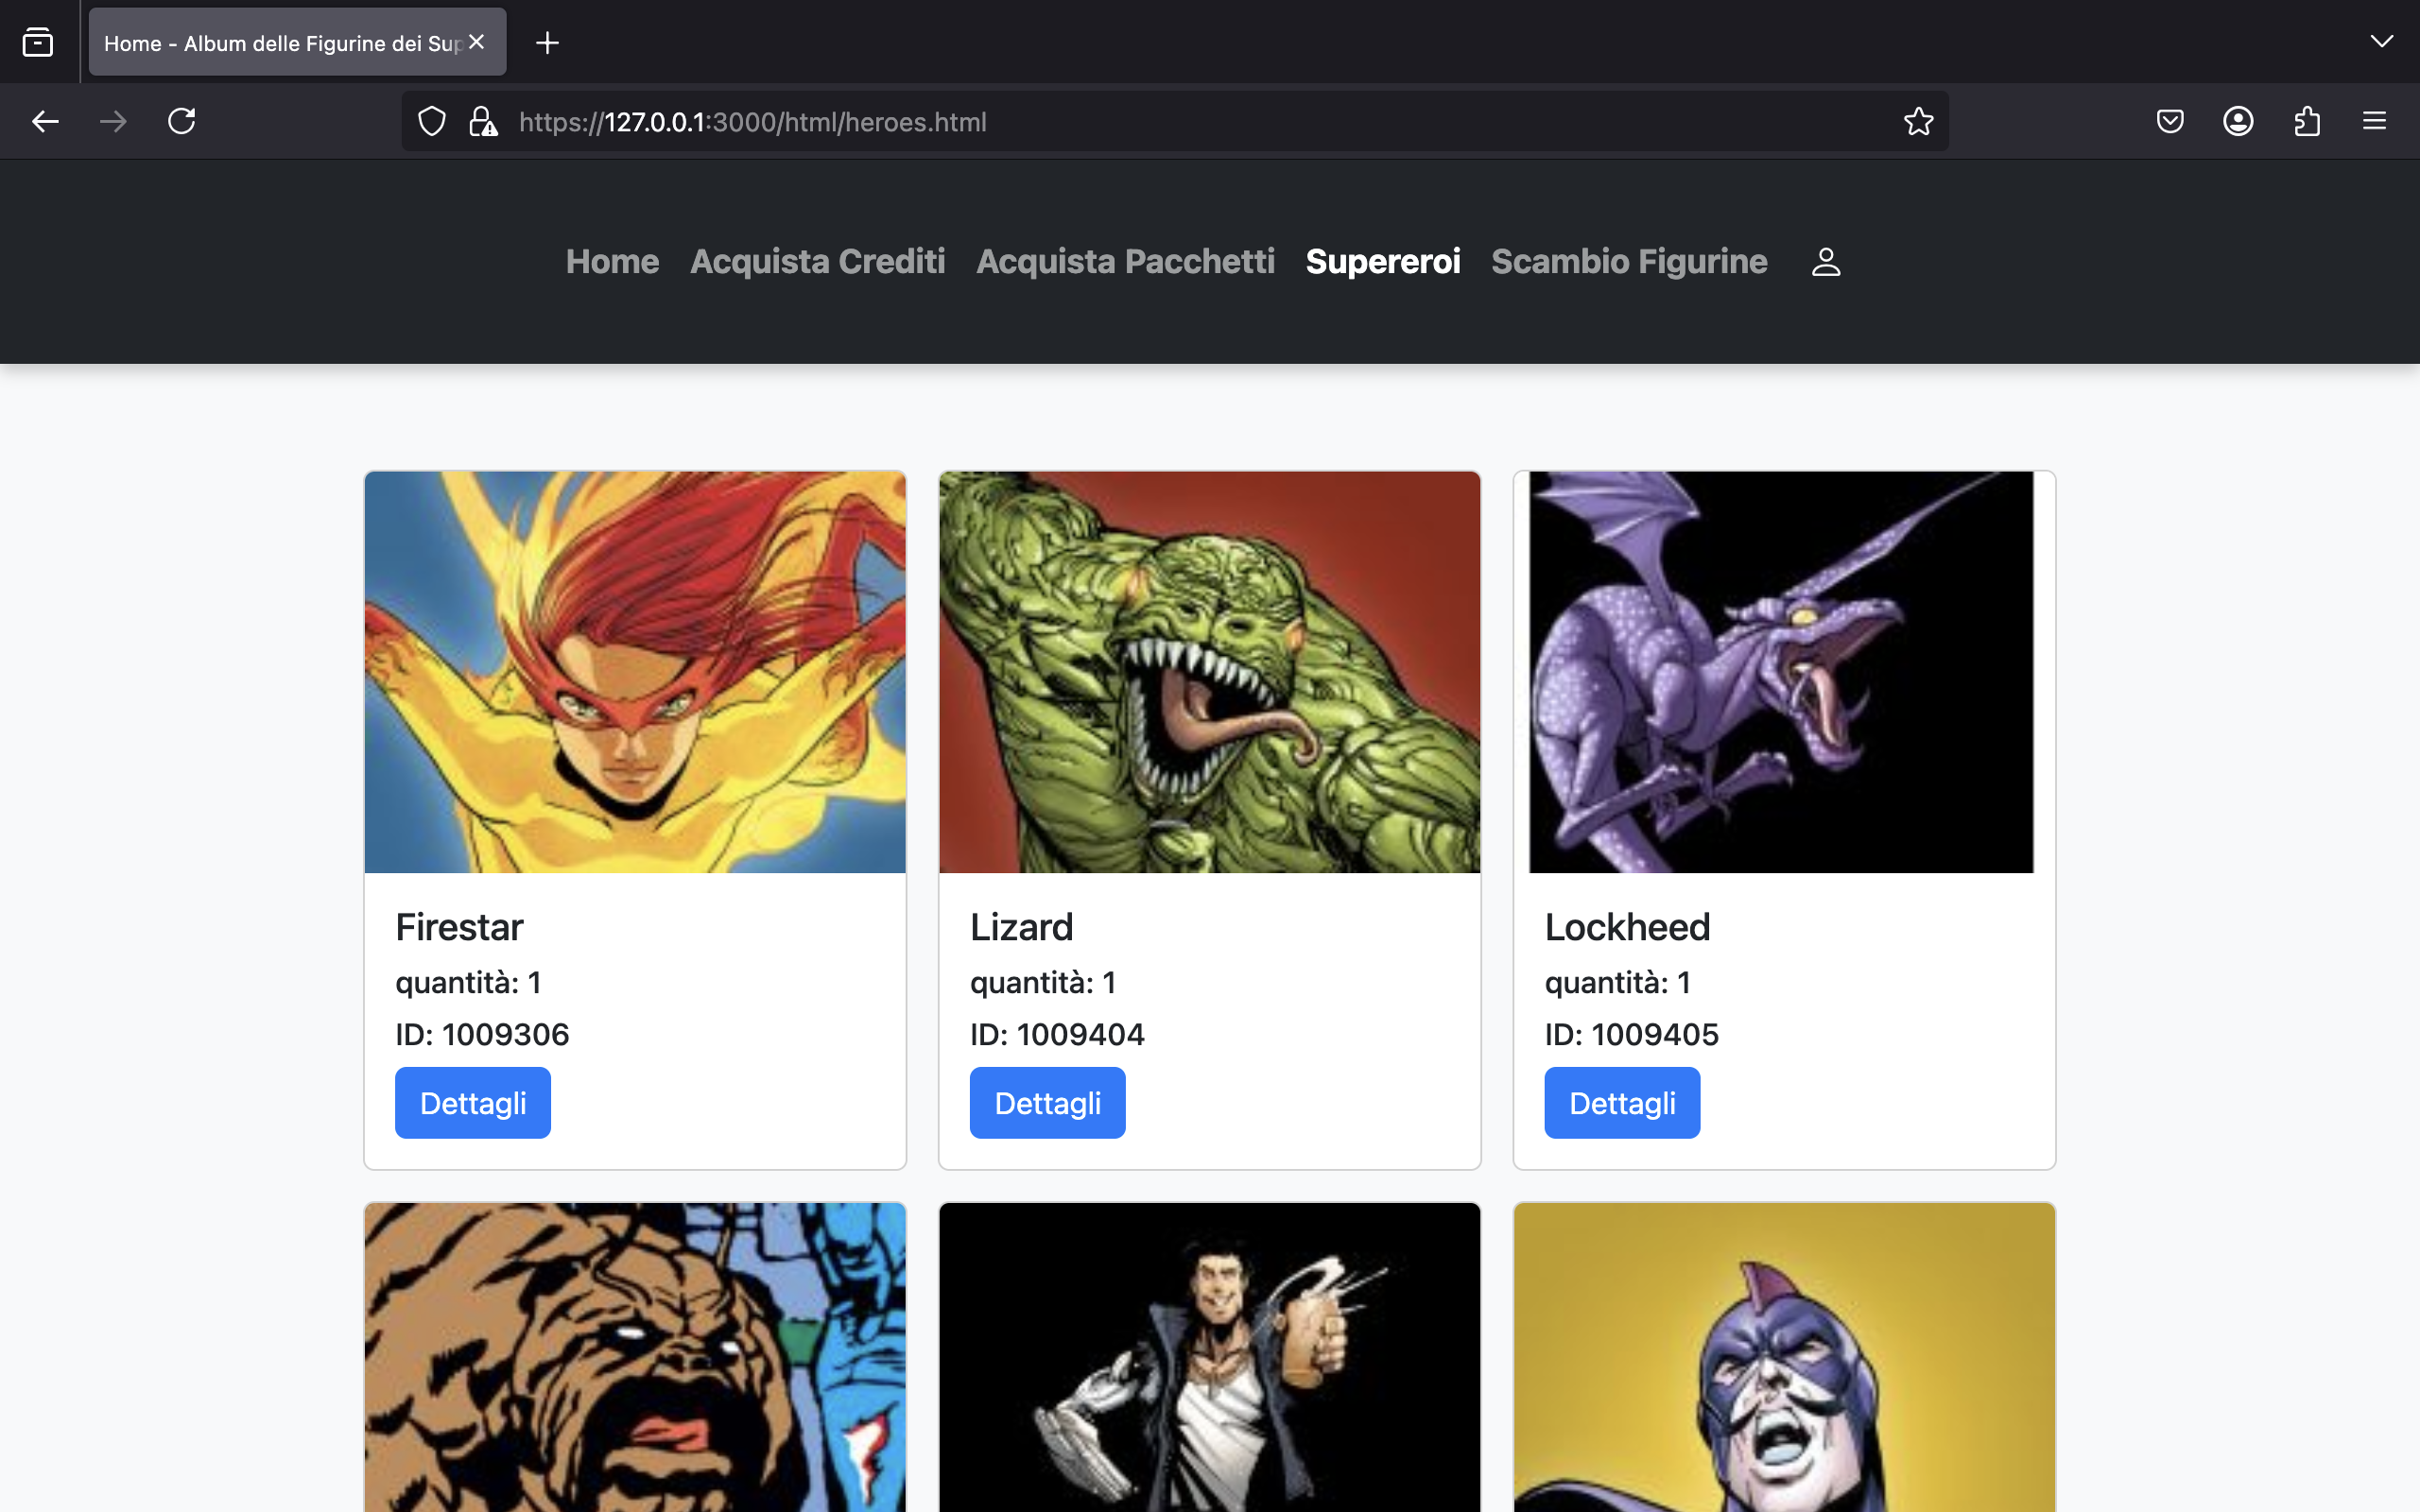 Home - Album delle Figurine dei Sup
https://127.0.0.1:3000/html/heroes.html
Home Acquista Crediti Acquista Pacchetti Supereroi Scambio Figurine
Firestar
quantità: 1
ID: 1009306
Dettagli
Lizard
quantità: 1
ID: 1009404
Dettagli
Lockheed
quantità: 1
ID: 1009405
Dettagli